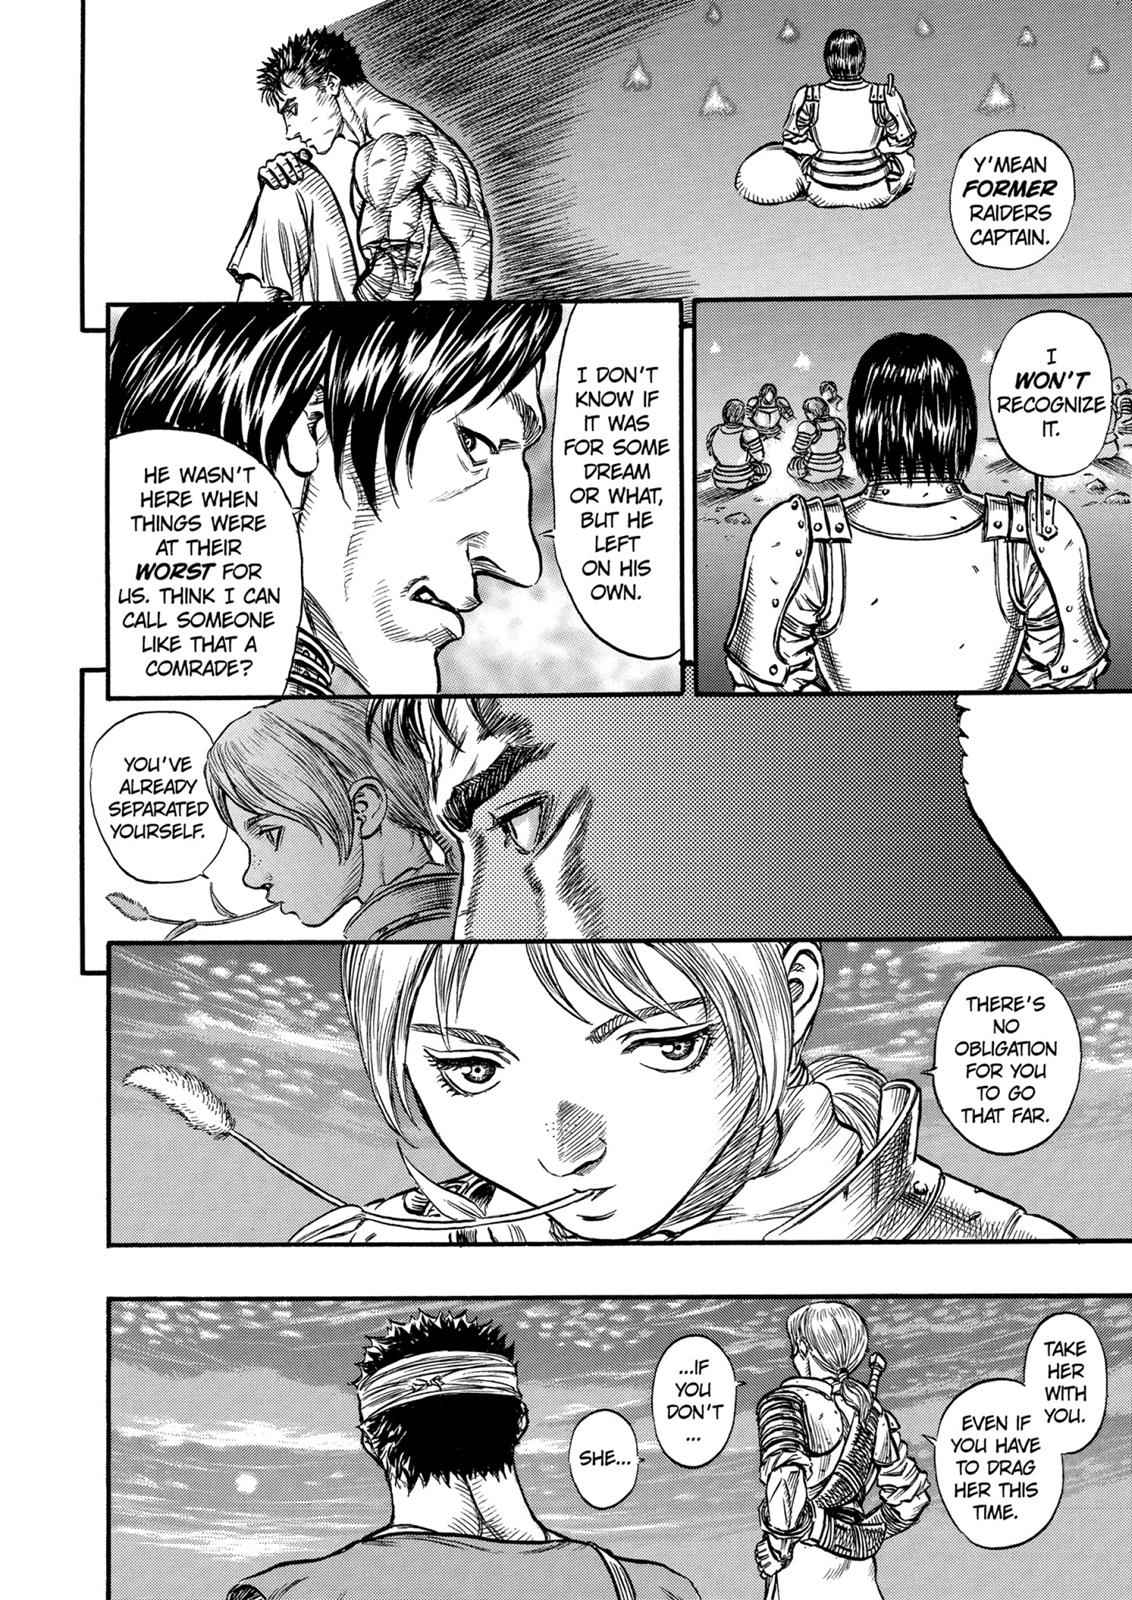 Y'MEAN
FORMER
RAIDERS
CAPTAIN.
I
WON'T
RECOGNIZE
IT.
I DON'T
KNOW IF
IT WAS
FOR SOME
DREAM
OR WHAT,
BUT HE
LEFT
ON HIS
OWN.
HE WASN'T
HERE WHEN
THINGS WERE
AT THEIR
WORST FOR
US. THINK I CAN
CALL SOMEONE
LIKE THAT A
COMRADE?
YOU'VE
ALREADY
SEPARATED
YOURSELF.
THERE'S
NO
OBLIGATION
FOR YOU
TO GO
THAT FAR.
TAKE
HER
WITH
YOU.
EVEN IF
YOU HAVE
TO DRAG
HER THIS
TIME.
...IF
YOU
DON'T
...
SHE...